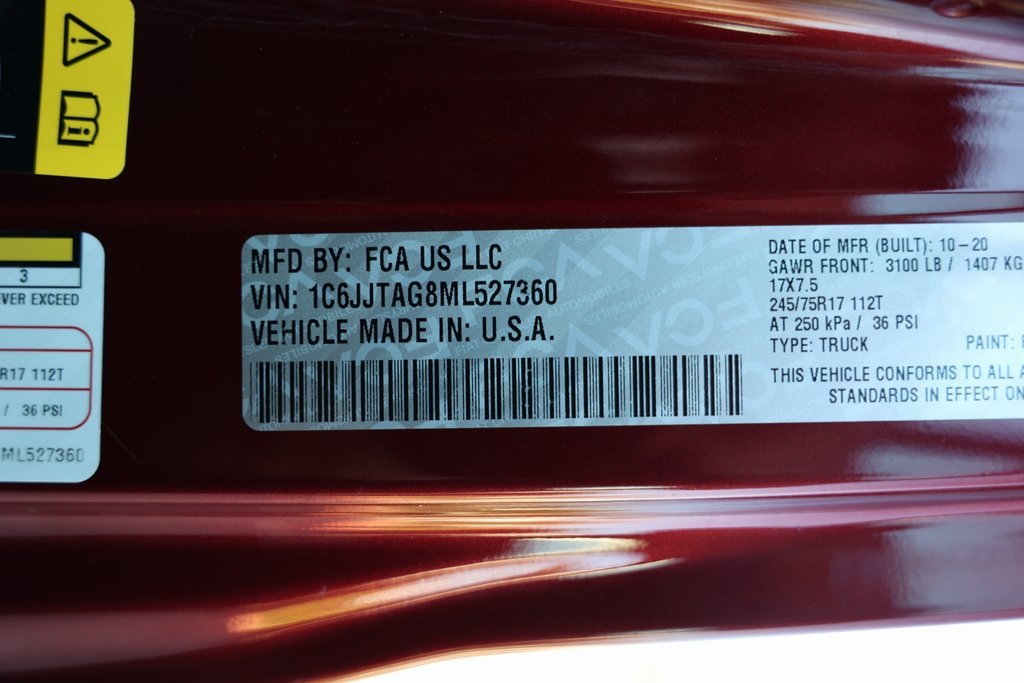 3
VER EXCEED
R17 112T
/ 36 PSI
ML527360
MFD BY: FCA US LLC
VIN: 1C6JJTAG8ML527360
VEHICLE MADE IN: U.S.A.
DATE OF MFR (BUILT): 10-20
GAWR FRONT: 3100 LB / 1407 KG
17X7.5
245/75R17 112T
AT 250 kPa / 36 PSI
TYPE: TRUCK PAINT:
THIS VEHICLE CONFORMS TO ALL A
STANDARDS IN EFFECT ON